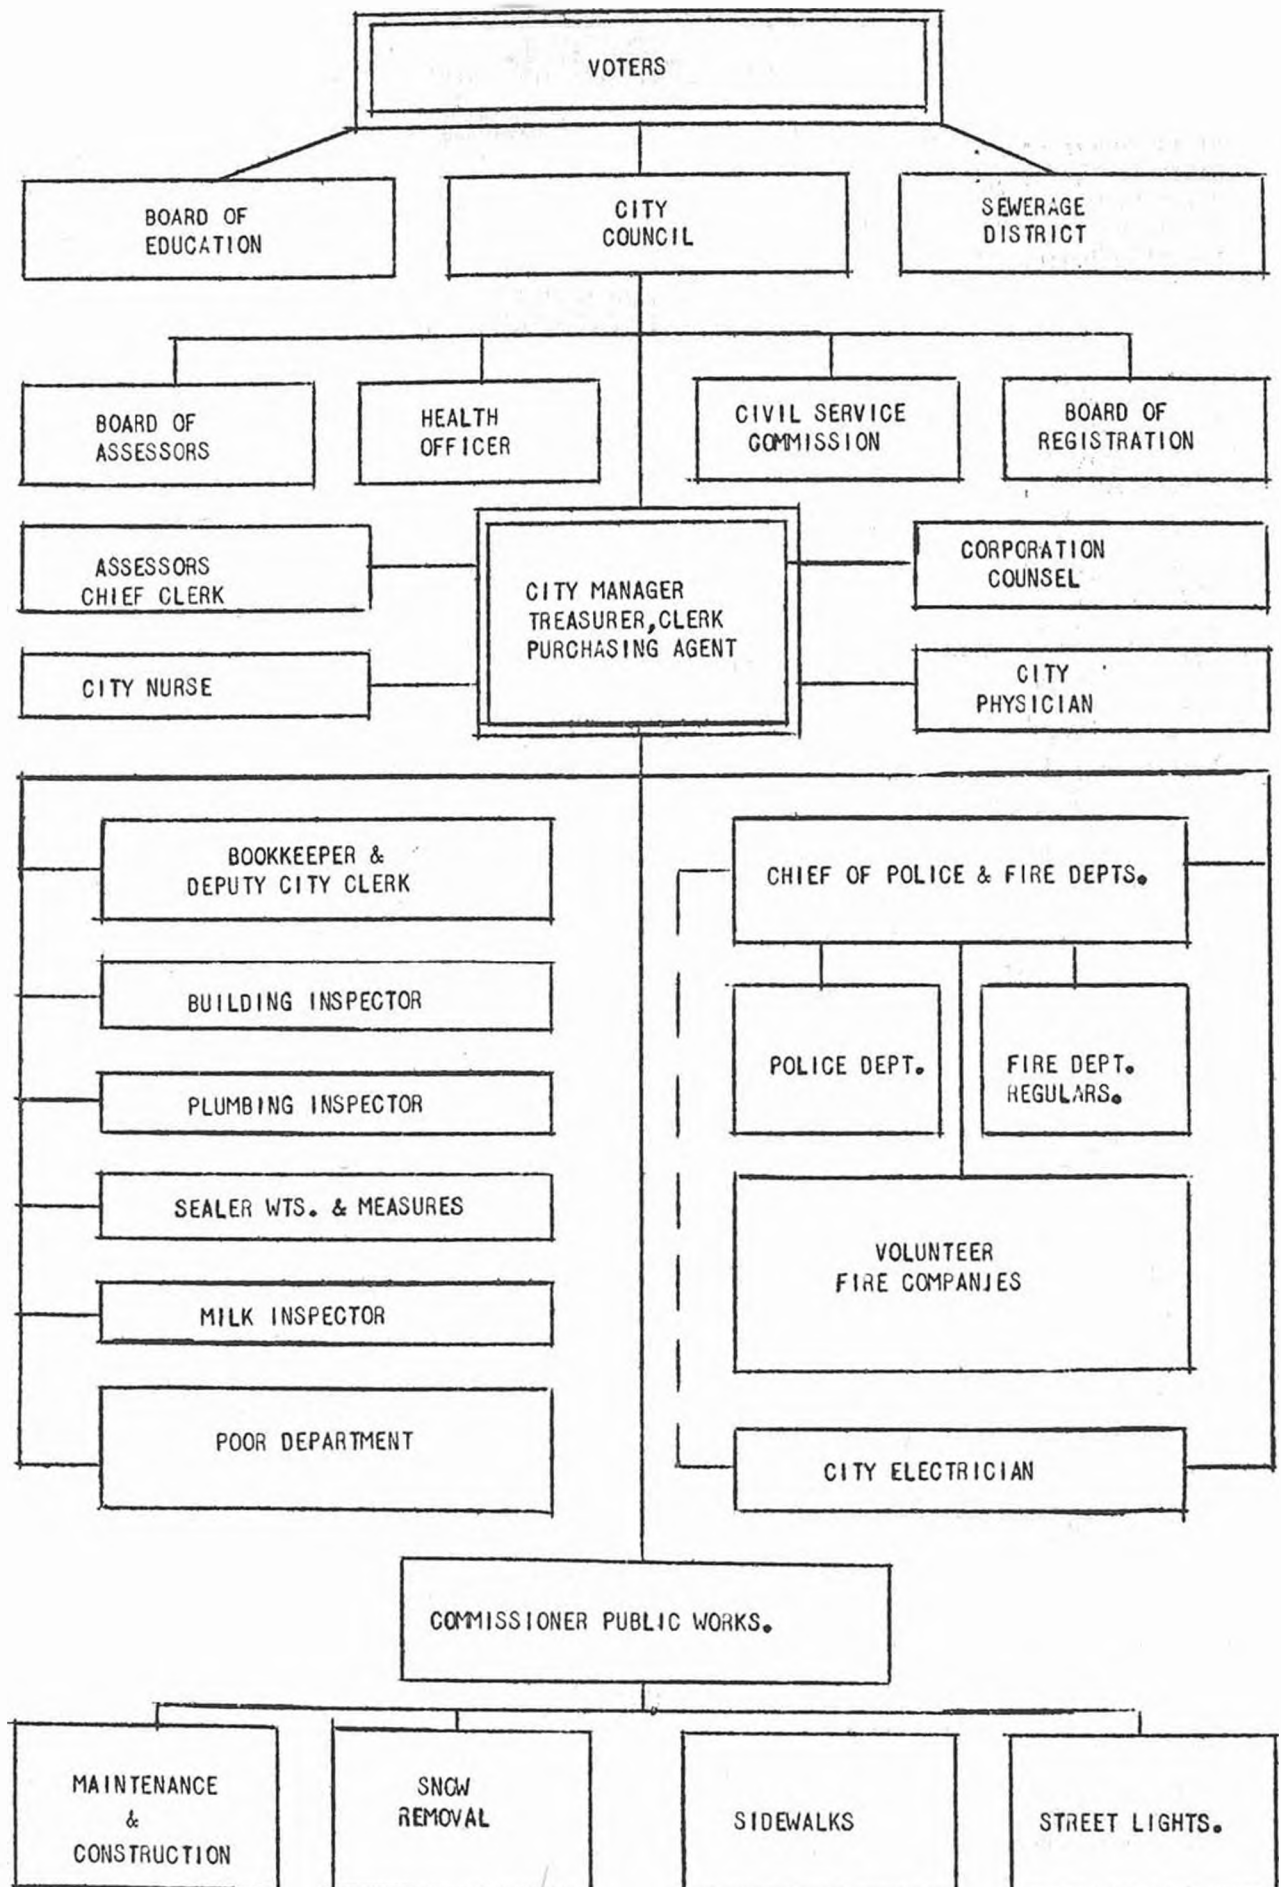 VOTERS
BOARD OF
EDUCATION
CITY
COUNCIL
SEWERAGE
DISTRICT
BOARD OF
ASSESSORS
HEALTH
OFFICER
CIVIL SERVICE
COMMISSION
BOARD OF
REGISTRATION
ASSESSORS
CHIEF CLERK
CITY MANAGER
TREASURER, CLERK
PURCHASING AGENT
CORPORATION
COUNSEL
CITY NURSE
CITY
PHYSICIAN
BOOKKEEPER &
DEPUTY CITY CLERK
BUILDING INSPECTOR
PLUMBING INSPECTOR
SEALER WTS. & MEASURES
MILK INSPECTOR
POOR DEPARTMENT
CHIEF OF POLICE & FIRE DEPTS.
POLICE DEPT.
FIRE DEPT.
REGULARS.
VOLUNTEER
FIRE COMPANIES
CITY ELECTRICIAN
COMMISSIONER PUBLIC WORKS.
MAINTENANCE
&
CONSTRUCTION
SNOW
REMOVAL
SIDEWALKS
STREET LIGHTS.